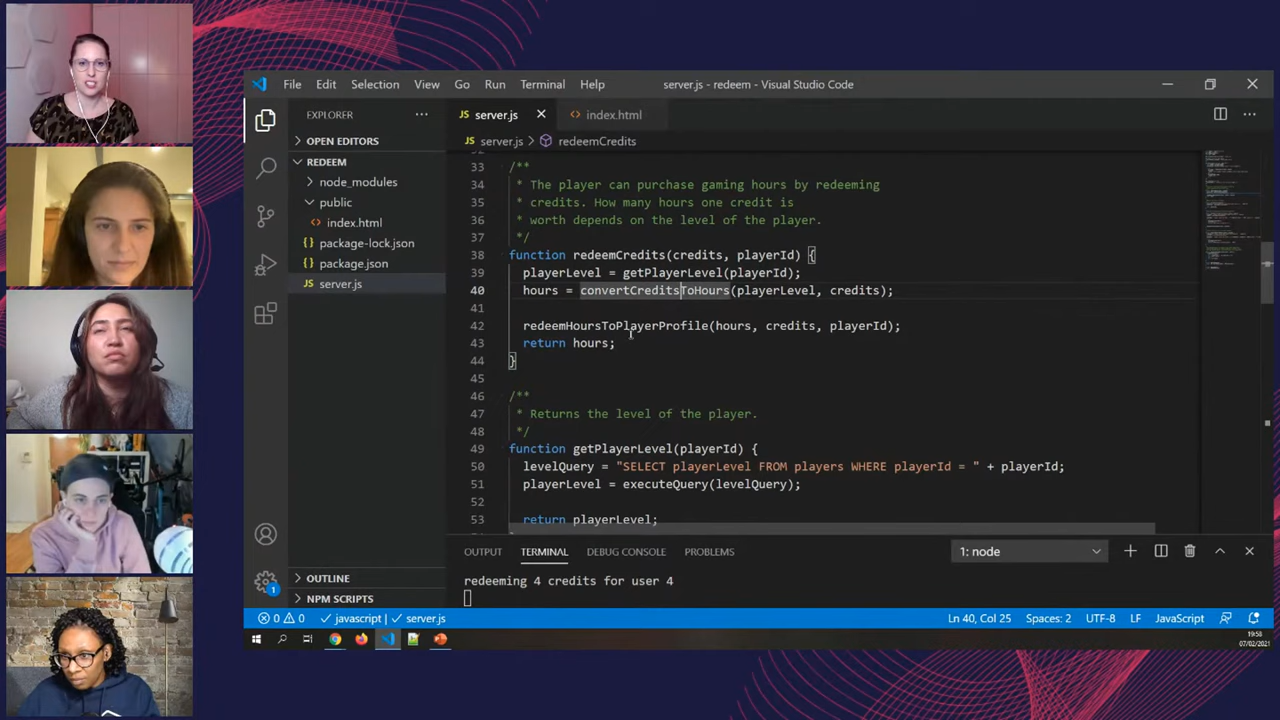 File Edit Selection View Go Run Terminal Help server.js - redeem - Visual Studio Code
EXPLORER
OPEN EDITORS
REDEEM
node_modules
public
index.html
package-lock.json
package.json
server.js
OUTLINE
NPM SCRIPTS
server.js index.html
server.js redeemCredits
33 /**
34 * The player can purchase gaming hours by redeeming
35 * credits. How many hours one credit is
36 * worth depends on the level of the player.
37 */
38 function redeemCredits(credits, playerId) {
39 playerLevel = getPlayerLevel(playerId);
40 hours = convertCreditsToHours(playerLevel, credits);
41
42 redeemHoursToPlayerProfile(hours, credits, playerId);
43 return hours;
44 }
45
46 /**
47 * Returns the level of the player.
48 */
49 function getPlayerLevel(playerId) {
50 levelQuery = "SELECT playerLevel FROM players WHERE playerId = " + playerId;
51 playerLevel = executeQuery(levelQuery);
52
53 return playerLevel;
OUTPUT TERMINAL DEBUG CONSOLE PROBLEMS 1: node
redeeming 4 credits for user 4
1
0 0 javascript server.js Ln 40, Col 25 Spaces: 2 UTF-8 LF JavaScript
19:58
07/02/2021